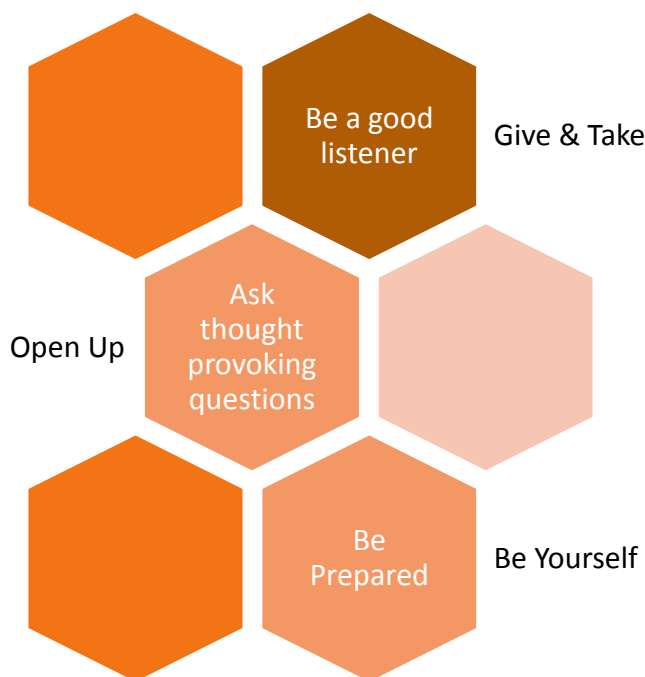 Be a good
listener
Give & Take
Open Up
Ask
thought
provoking
questions
Be
Prepared
Be Yourself